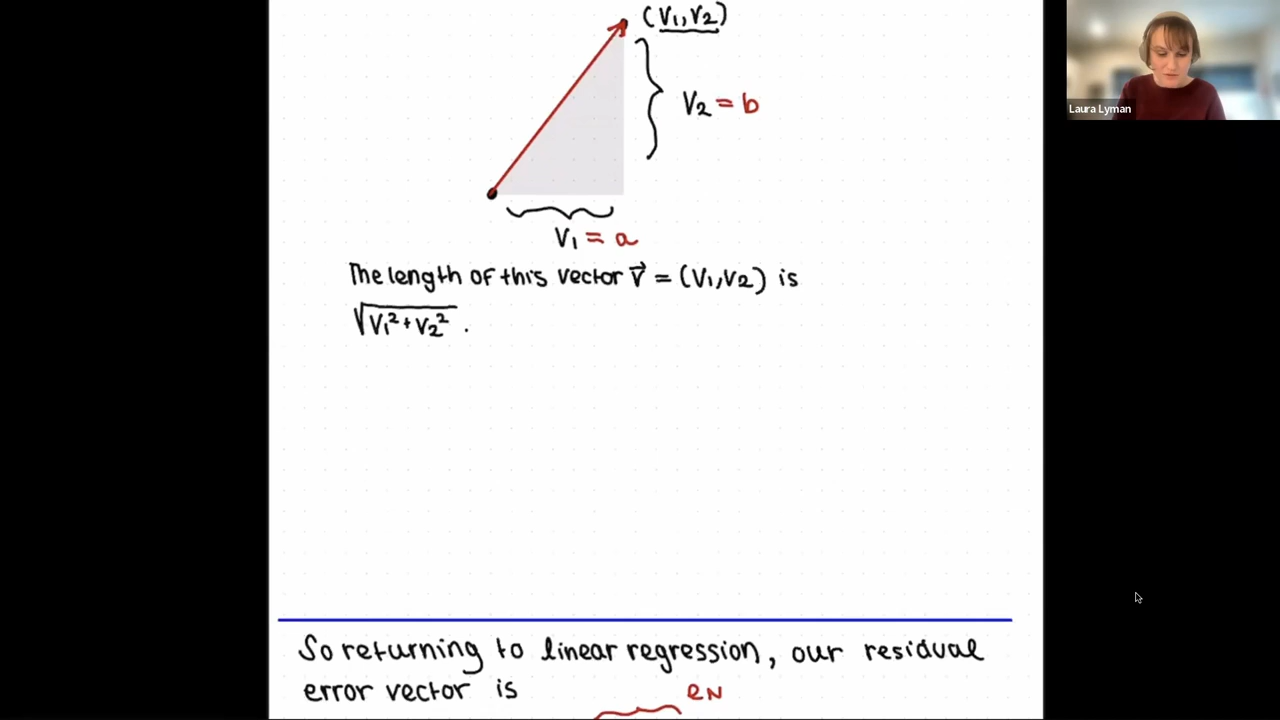 (V1,V2)
Laura Lyman
V2 = b
V1 = a
The length of this vector V⃗ = (V1,V2) is
√V1² + V2² .
So returning to linear regression, our residual
error vector is
eN